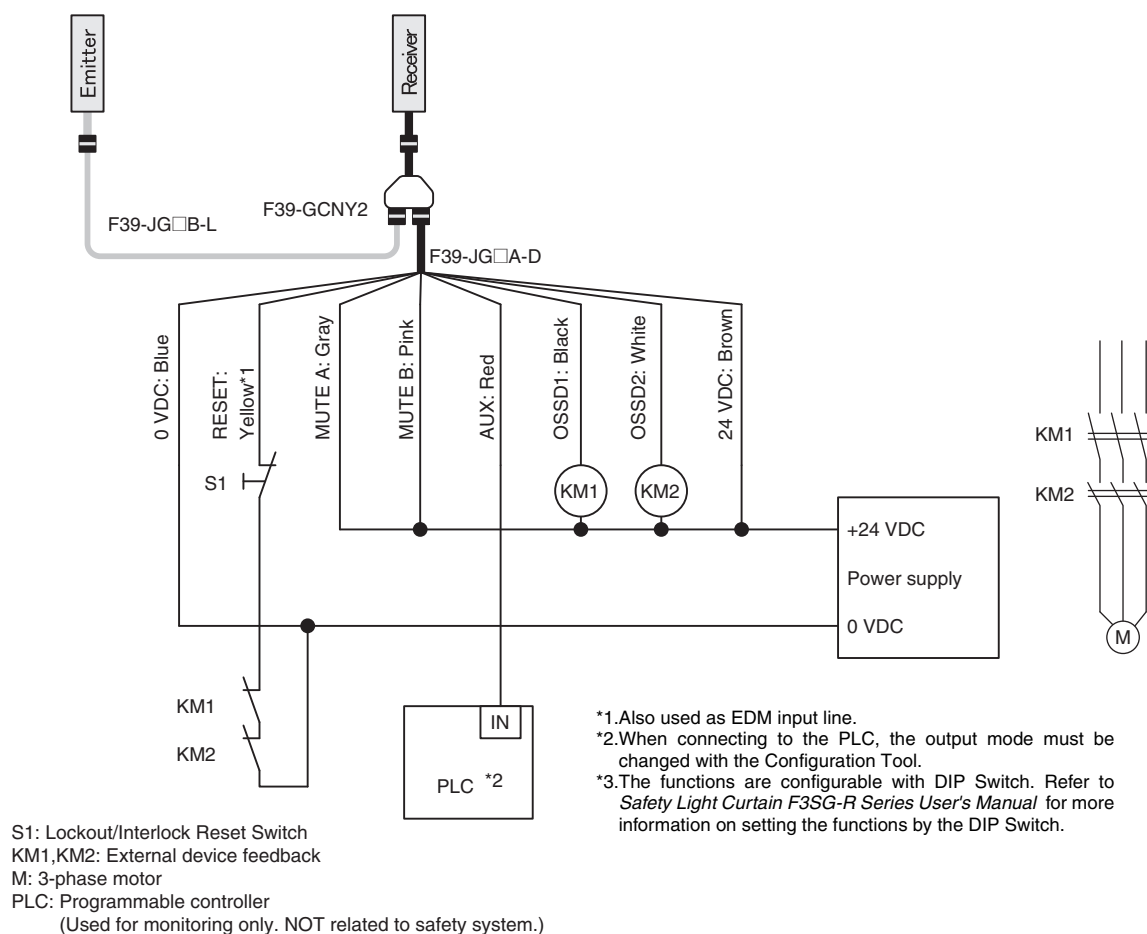 Emitter
Receiver
F39-JG□B-L
F39-GCNY2
F39-JG□A-D
0 VDC: Blue
RESET:
Yellow*1
MUTE A: Gray
MUTE B: Pink
AUX: Red
OSSD1: Black
OSSD2: White
24 VDC: Brown
S1
KM1
KM2
+24 VDC
Power supply
0 VDC
KM1
KM2
M
KM1
KM2
IN
PLC *2
*1.Also used as EDM input line.
*2.When connecting to the PLC, the output mode must be
changed with the Configuration Tool.
*3.The functions are configurable with DIP Switch. Refer to
Safety Light Curtain F3SG-R Series User's Manual for more
information on setting the functions by the DIP Switch.
S1: Lockout/Interlock Reset Switch
KM1,KM2: External device feedback
M: 3-phase motor
PLC: Programmable controller
(Used for monitoring only. NOT related to safety system.)